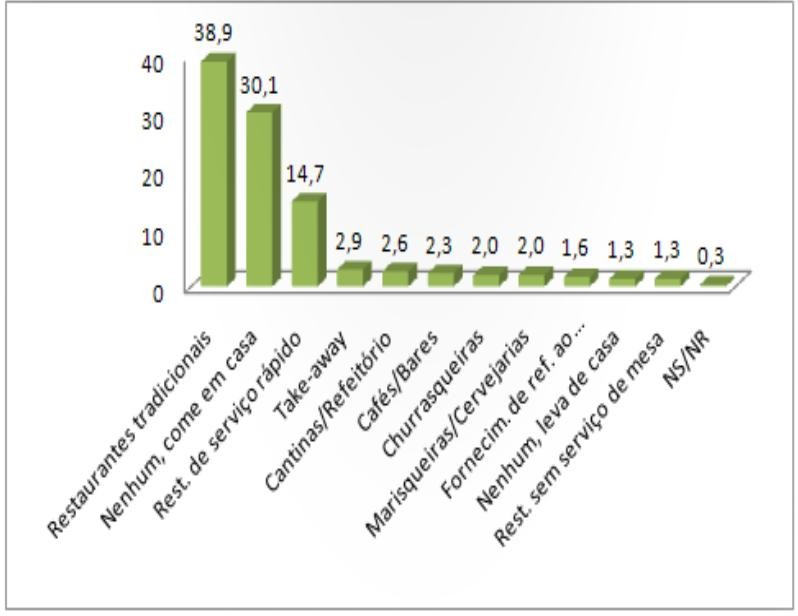 38,9
30,1
14,7
2,9
2,6
2,3
2,0
2,0
1,6
1,3
1,3
0,3
40
30
20
10
0
Restaurantes tradicionais
Nenhum, come em casa
Rest. de serviço rápido
Take-away
Cantinas/Refeitório
Cafés/Bares
Churrasqueiras
Marisqueiras/Cervejarias
Fornecim. de ref. ao...
Nenhum, leva de casa
Rest. sem serviço de mesa
NS/NR